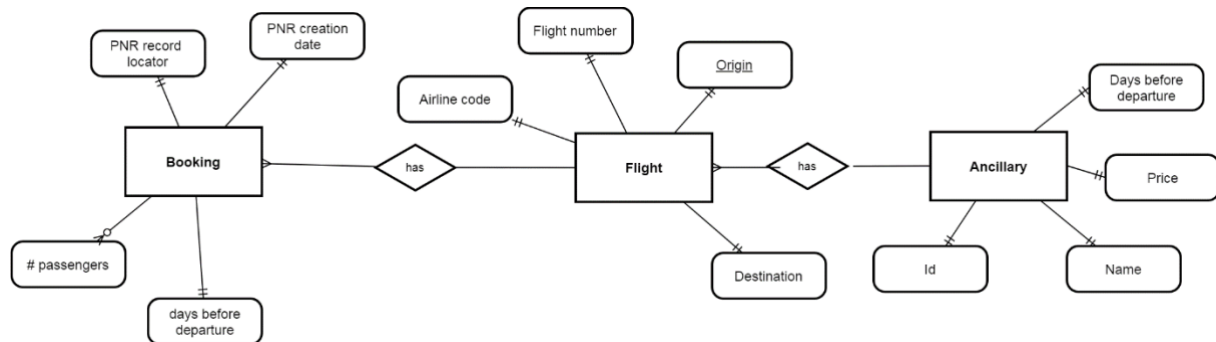 PNR record
locator
PNR creation
date
Flight number
Origin
Airline code
Days before
departure
Booking
has
Flight
has
Ancillary
Price
# passengers
days before
departure
Destination
Id
Name